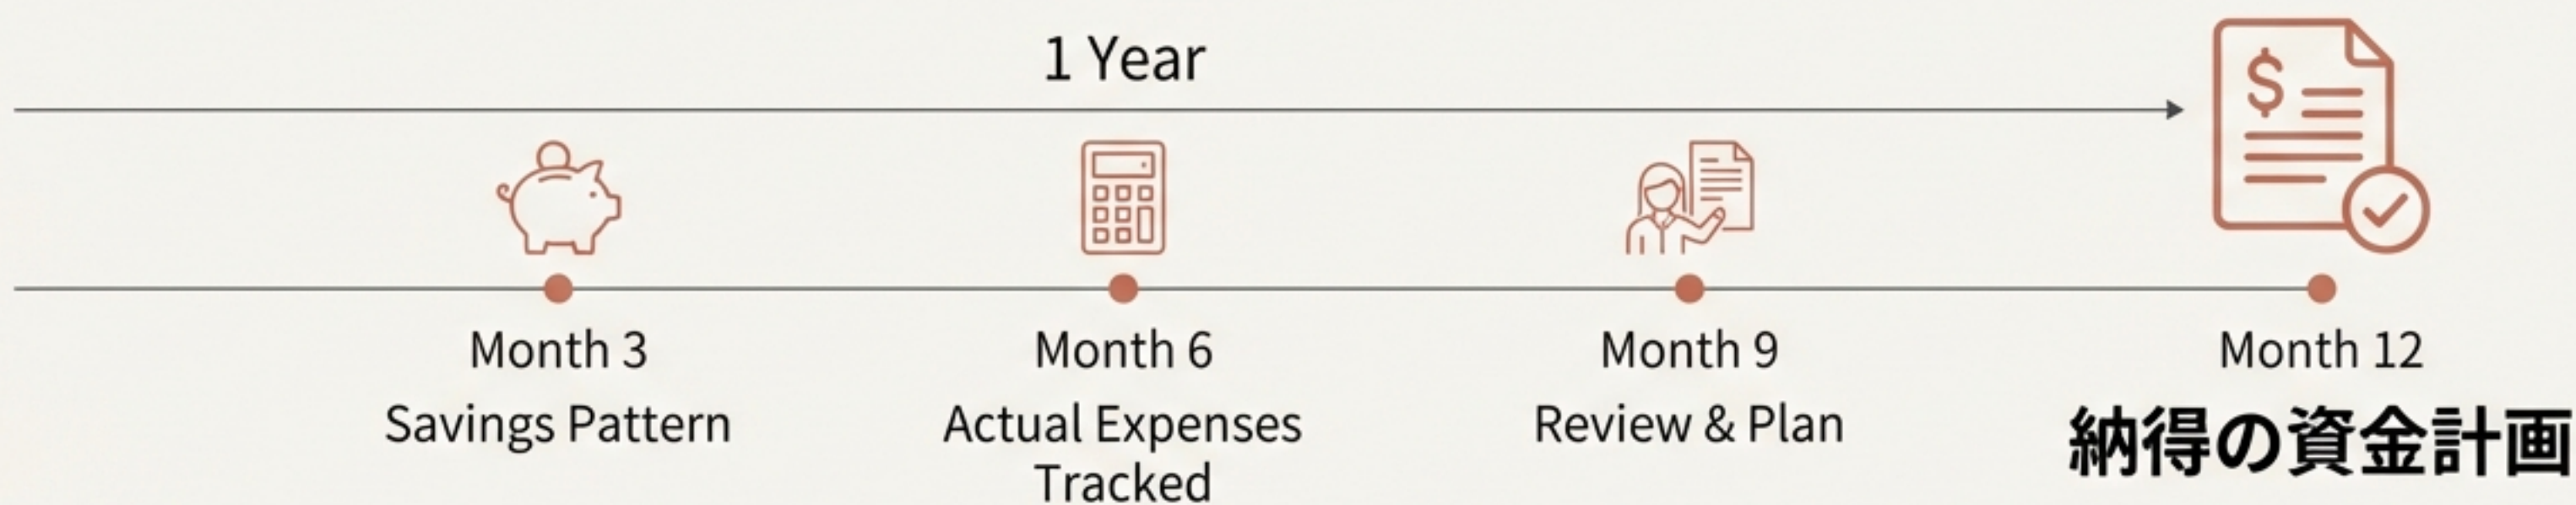 1 Year
$
Month 3
Savings Pattern
Month 6
Actual Expenses
Tracked
Month 9
Review & Plan
Month 12
納得の資金計画